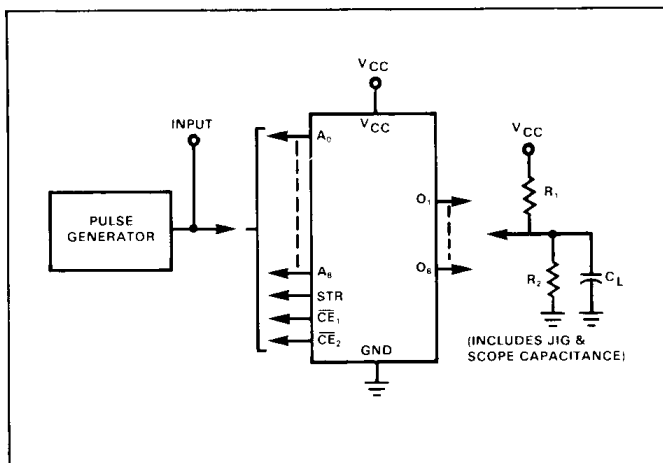 INPUT
PULSE
GENERATOR
VCC
VCC
A0
A8
STR
CE1
CE2
GND
O1
O8
VCC
R1
R2
CL
(INCLUDES JIG &
SCOPE CAPACITANCE)